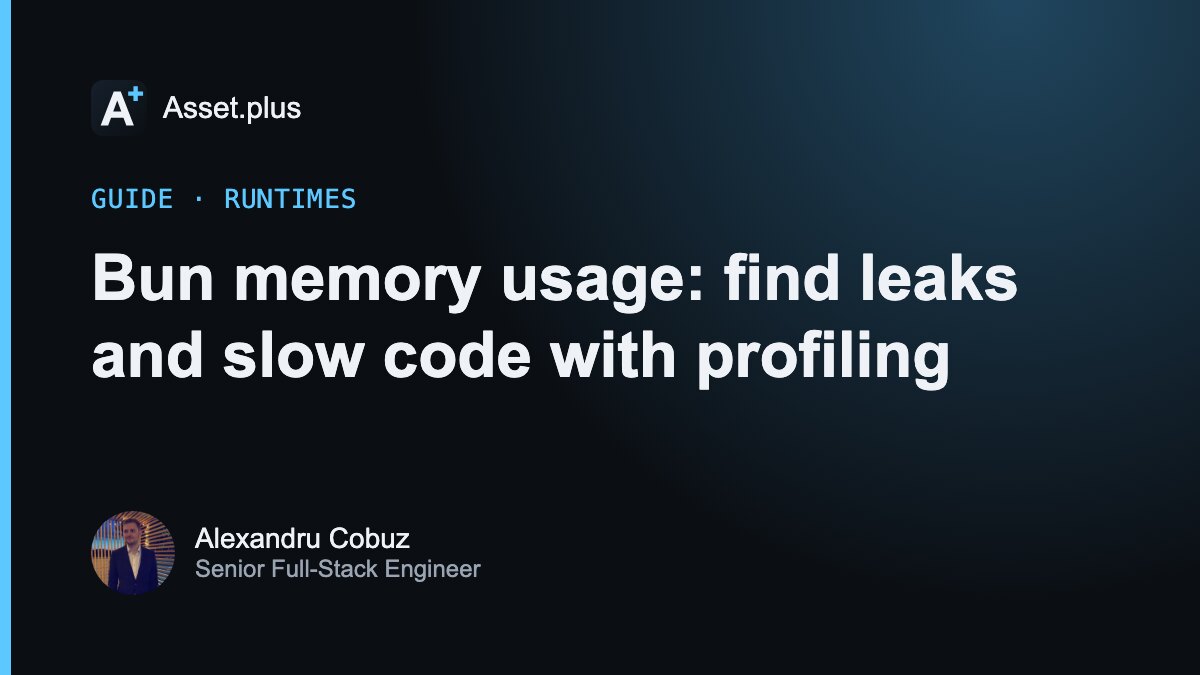 A+ Asset.plus
GUIDE · RUNTIMES
Bun memory usage: find leaks
and slow code with profiling
Alexandru Cobuz
Senior Full-Stack Engineer